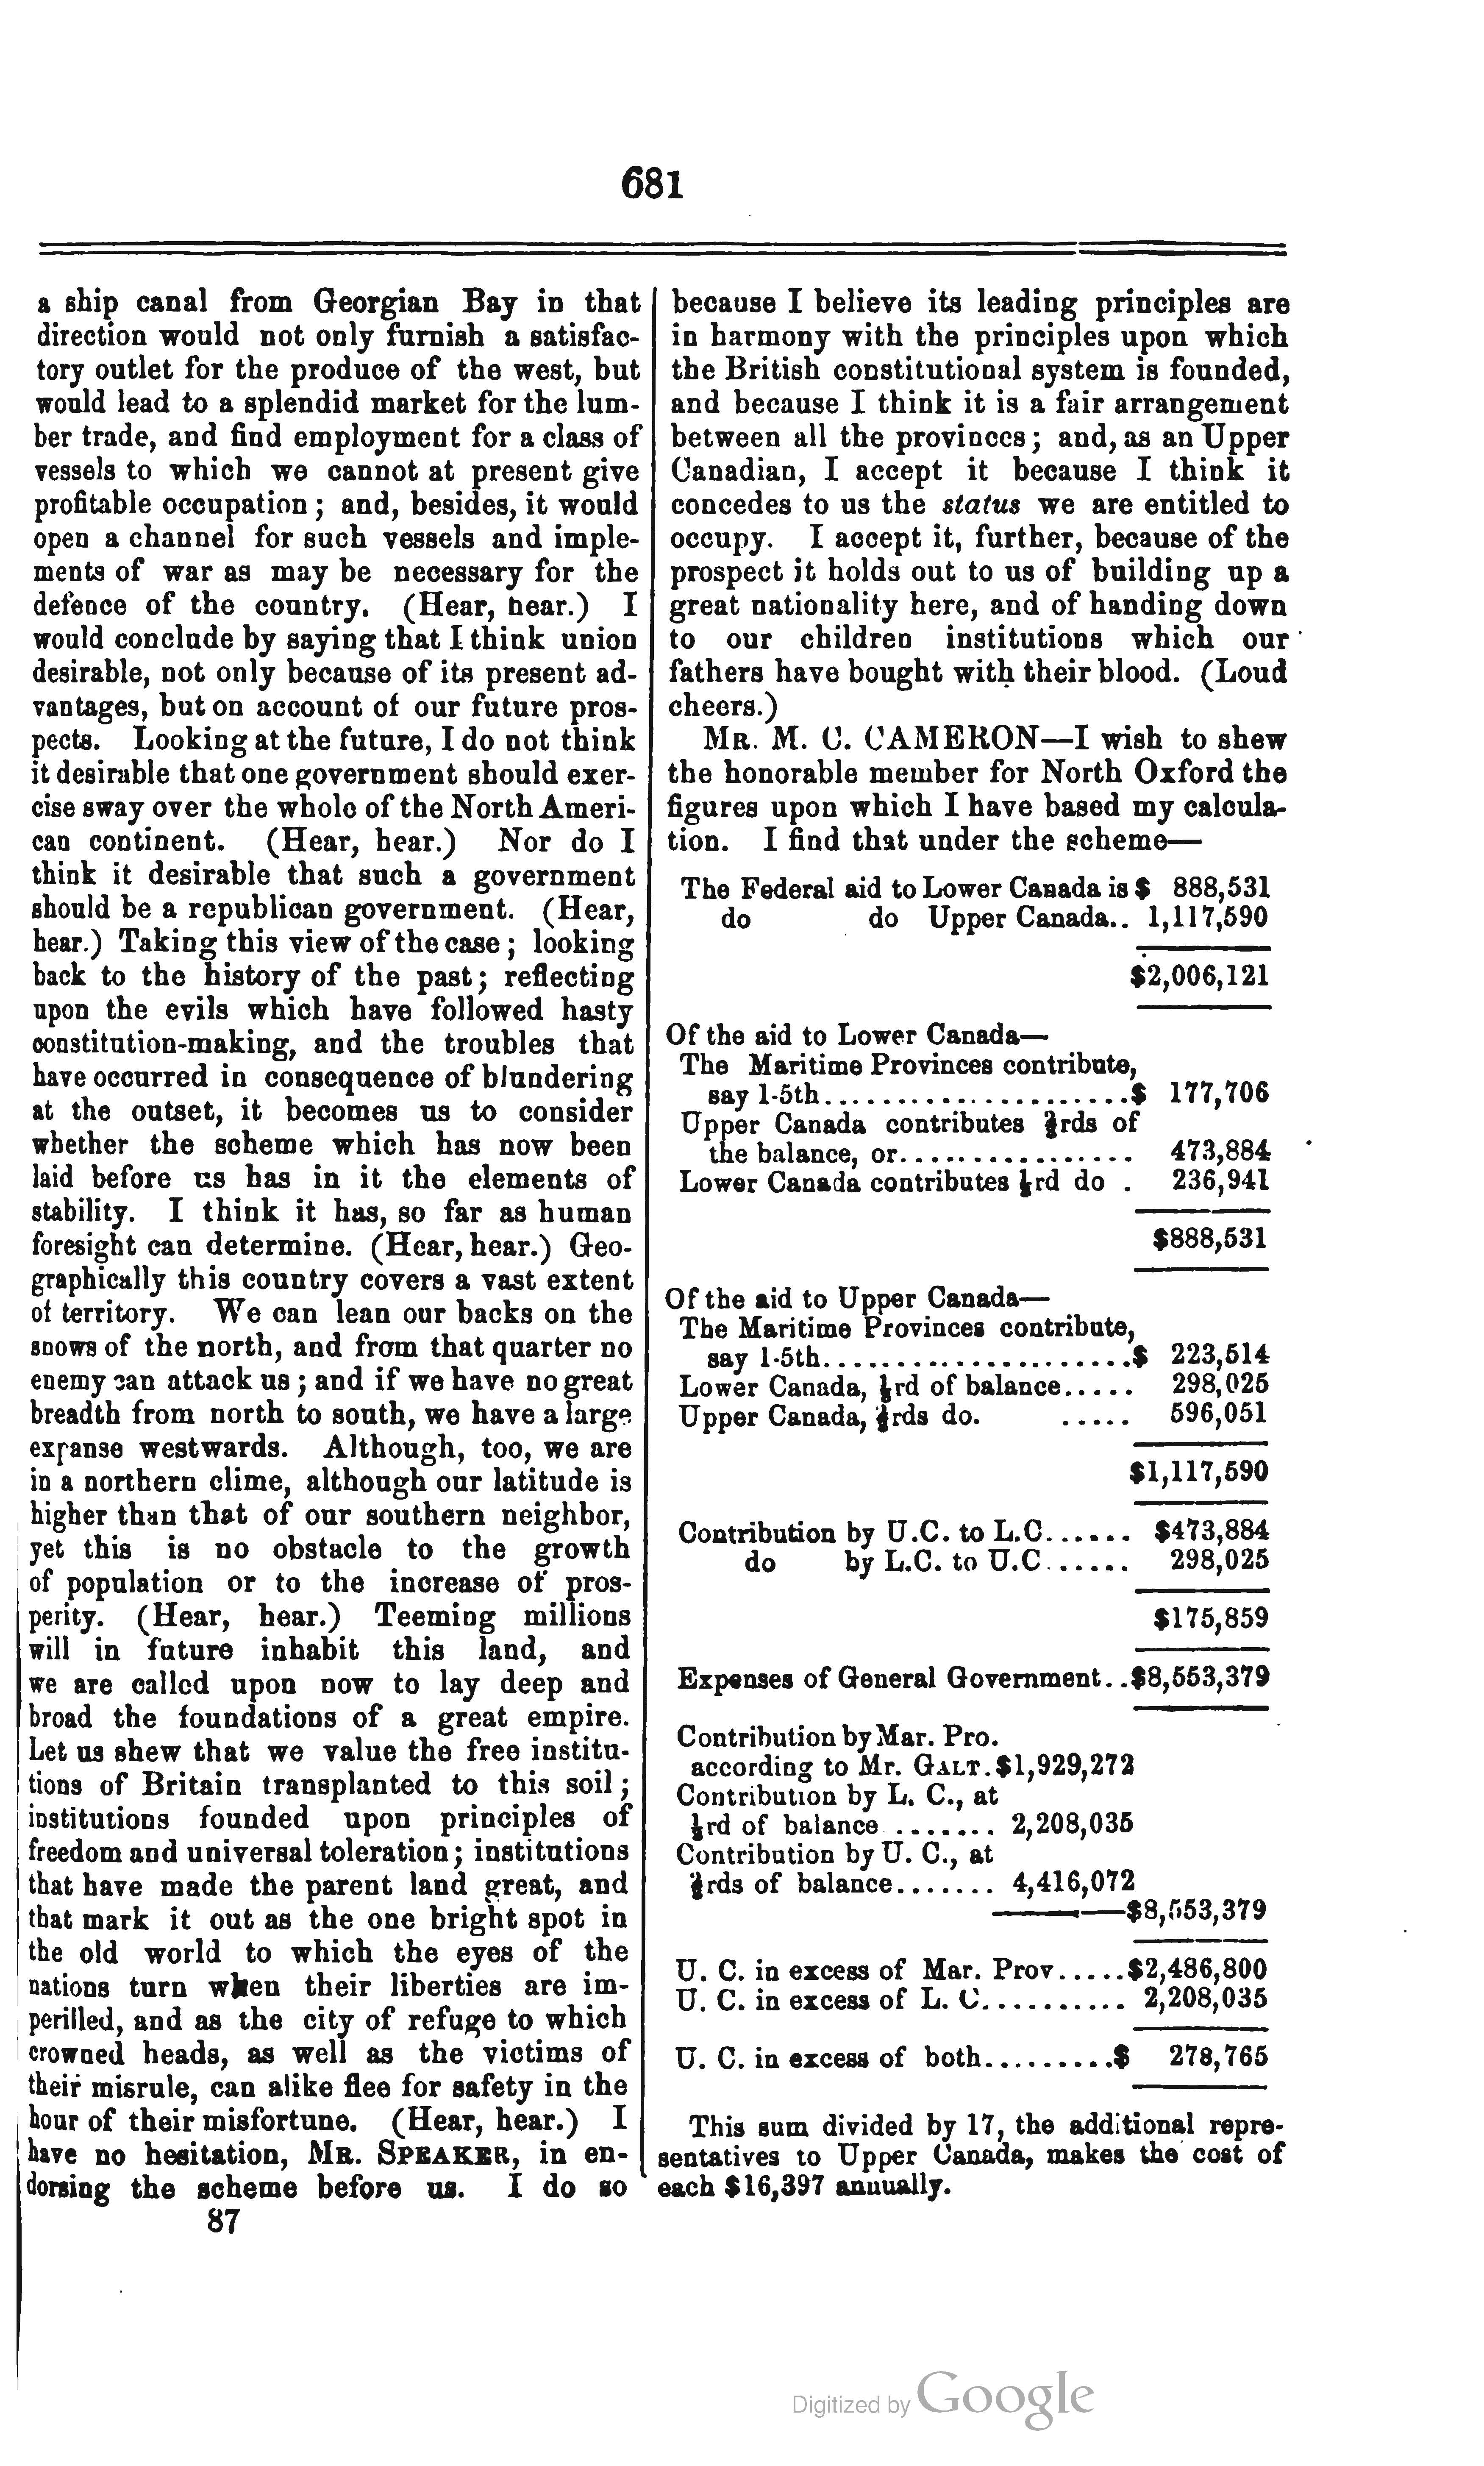 681
a ship canal from Georgian Bay in that
direction would not only furnish a satisfac-
tory outlet for the produce of the west, but
would lead to a splendid market for the lum-
ber trade, and find employment for a class of
vessels to which we cannot at present give
profitable occupation; and, besides, it would
open a channel for such vessels and imple-
ments of war as may be necessary for the
defence of the country. (Hear, hear.) I
would conclude by saying that I think union
desirable, not only because of its present ad-
vantages, but on account of our future pros-
pects. Looking at the future, I do not think
it desirable that one government should exer-
cise sway over the whole of the North Ameri-
can continent. (Hear, hear.) Nor do I
think it desirable that such a government
should be a republican government. (Hear,
hear.) Taking this view of the case; looking
back to the history of the past; reflecting
upon the evils which have followed hasty
constitution-making, and the troubles that
have occurred in consequence of blundering
at the outset, it becomes us to consider
whether the scheme which has now been
laid before us has in it the elements of
stability. I think it has, so far as human
foresight can determine. (Hear, hear.) Geo-
graphically this country covers a vast extent
of territory. We can lean our backs on the
snows of the north, and from that quarter no
enemy can attack us; and if we have no great
breadth from north to south, we have a large
expanse westwards. Although, too, we are
in a northern clime, although our latitude is
higher than that of our southern neighbor,
yet this is no obstacle to the growth
of population or to the increase of pros-
perity. (Hear, hear.) Teeming millions
will in future inhabit this land, and
we are called upon now to lay deep and
broad the foundations of a great empire.
Let us shew that we value the free institu-
tions of Britain transplanted to this soil;
institutions founded upon principles of
freedom and universal toleration; institutions
that have made the parent land great, and
that mark it out as the one bright spot in
the old world to which the eyes of the
nations turn when their liberties are im-
perilled, and as the city of refuge to which
crowned heads, as well as the victims of
their misrule, can alike flee for safety in the
hour of their misfortune. (Hear, hear.) I
have no hesitation, MR. SPEAKER, in en-
dorsing the scheme before us. I do so
87
because I believe its leading principles are
in harmony with the principles upon which
the British constitutional system is founded,
and because I think it is a fair arrangement
between all the provinces; and, as an Upper
Canadian, I accept it because I think it
concedes to us the status we are entitled to
occupy. I accept it, further, because of the
prospect it holds out to us of building up a
great nationality here, and of handing down
to our children institutions which our
fathers have bought with their blood. (Loud
cheers.)
MR. M. C. CAMERON—I wish to shew
the honorable member for North Oxford the
figures upon which I have based my calcula-
tion. I find that under the scheme—
The Federal aid to Lower Canada is $ 888,531
do do Upper Canada.. 1,117,590
$2,006,121
Of the aid to Lower Canada—
The Maritime Provinces contribute,
say 1-5th.....................$ 177,706
Upper Canada contributes ⅔rds of
the balance, or................ 473,884
Lower Canada contributes ⅓rd do . 236,941
$888,531
Of the aid to Upper Canada—
The Maritime Provinces contribute,
say 1-5th.....................$ 223,514
Lower Canada, ⅓rd of balance..... 298,025
Upper Canada, ⅔rds do. ..... 596,051
$1,117,590
Contribution by U.C. to L.C...... $473,884
do by L.C. to U.C...... 298,025
$175,859
Expenses of General Government..$8,553,379
Contribution by Mar. Pro.
according to Mr. GALT.$1,929,272
Contribution by L. C., at
⅓rd of balance........ 2,208,035
Contribution by U. C., at
⅔rds of balance....... 4,416,072
$8,553,379
U. C. in excess of Mar. Prov.....$2,486,800
U. C. in excess of L. C.......... 2,208,035
U. C. in excess of both.........$ 278,765
This sum divided by 17, the additional repre-
sentatives to Upper Canada, makes the cost of
each $16,397 annually.
Digitized by Google